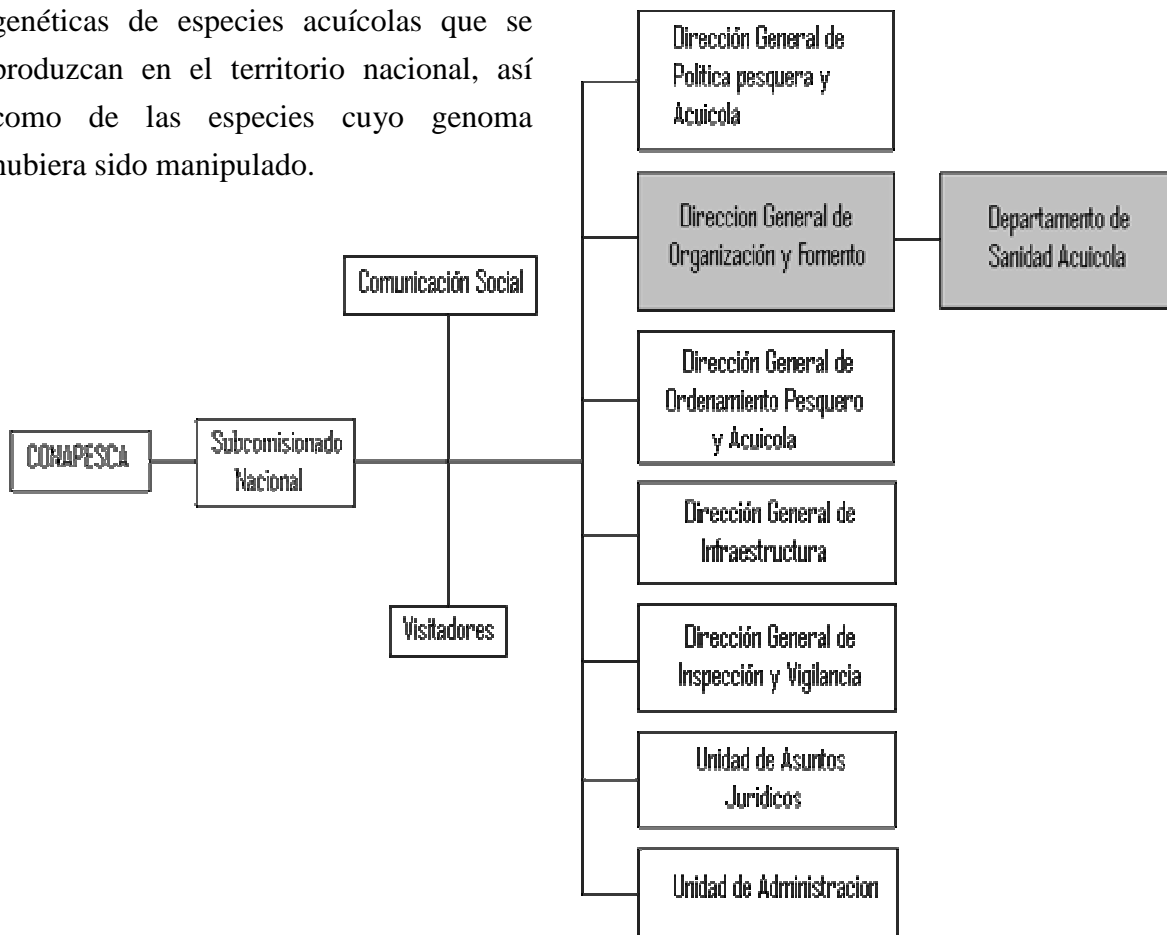 genéticas de especies acuícolas que se
produzcan en el territorio nacional, así
como de las especies cuyo genoma
hubiera sido manipulado.
Dirección General de
Politica pesquera y
Acuicola
Direccion General de
Organización y Fomento
Departamento de
Sanidad Acuicola
Comunicación Social
Dirección General de
Ordenamiento Pesquero
y Acuicola
CONAPESCA
Subcomisionado
Nacional
Dirección General de
Infraestructura
Visitadores
Dirección General de
Inspección y Vigilancia
Unidad de Asuntos
Juridicos
Unidad de Administracion